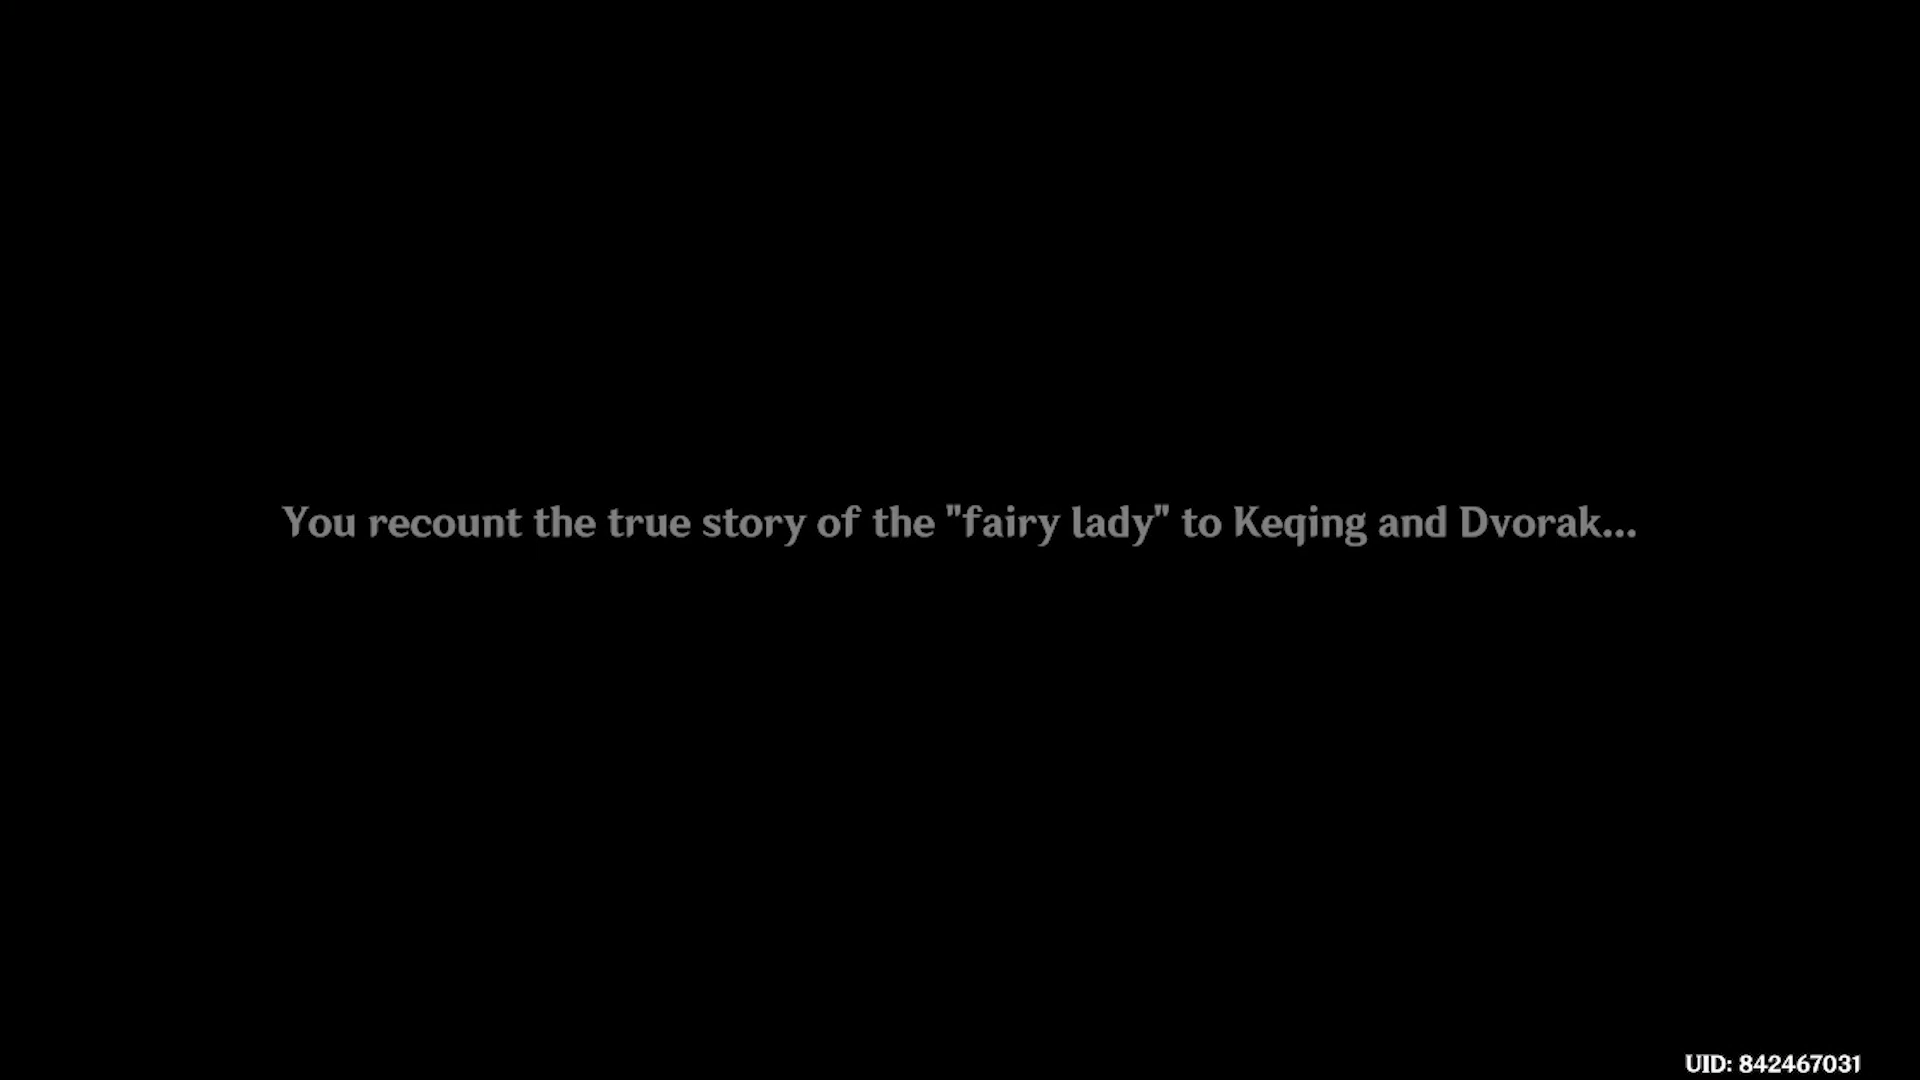 You recount the true story of the "fairy lady" to Keqing and Dvorak...
UID: 842467031